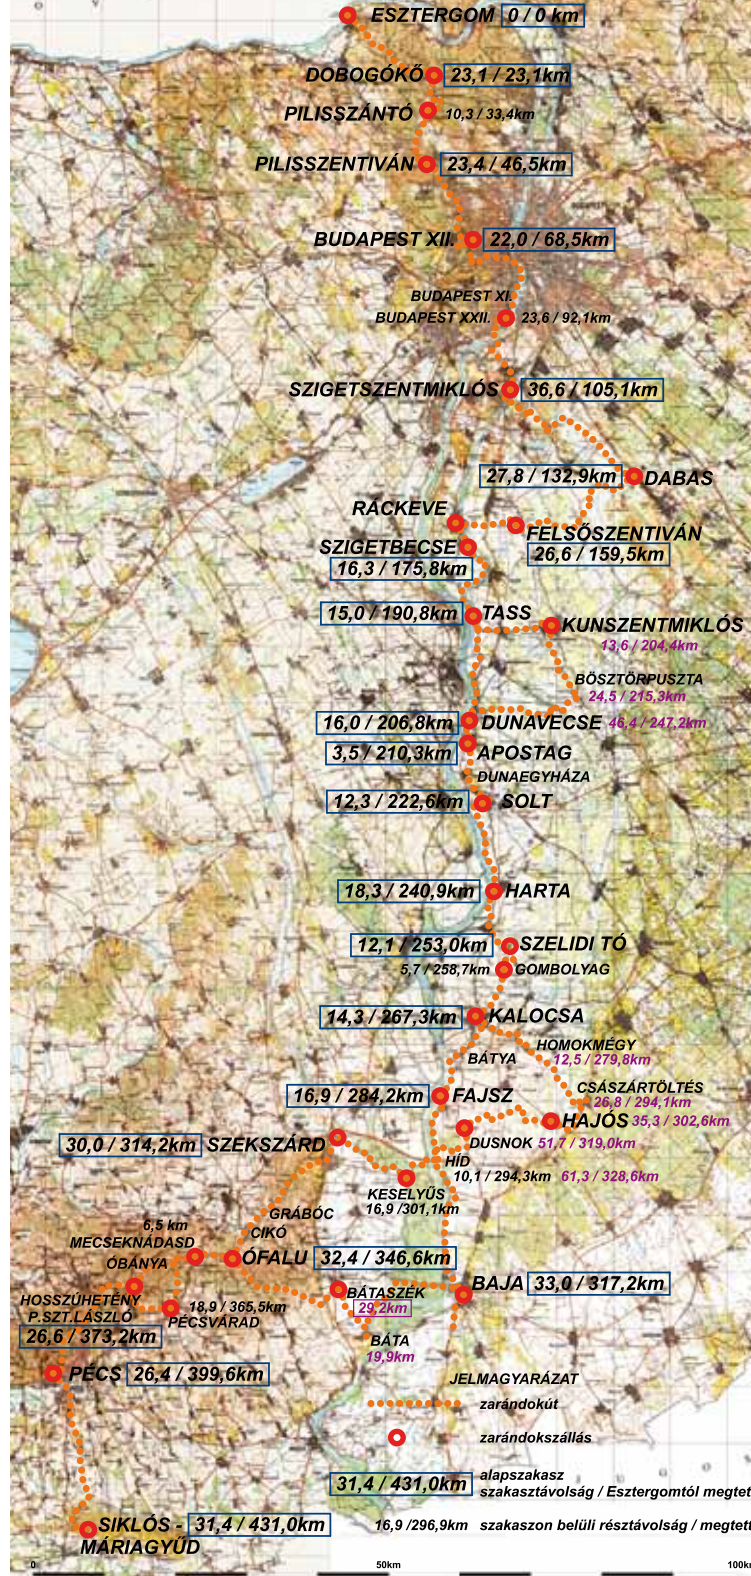 ESZTERGOM 0 / 0 km
DOBOGÓKŐ 23,1 / 23,1km
PILISSZÁNTÓ 10,3 / 33,4km
PILISSZENTIVÁN 23,4 / 46,5km
BUDAPEST XII. 22,0 / 68,5km
BUDAPEST XI.
BUDAPEST XXII. 23,6 / 92,1km
SZIGETSZENTMIKLÓS 36,6 / 105,1km
27,8 / 132,9km DABAS
RÁCKEVE
FELSŐSZENTIVÁN
26,6 / 159,5km
SZIGETBECSE
16,3 / 175,8km
15,0 / 190,8km TASS
KUNSZENTMIKLÓS
13,6 / 204,4km
BÖSZTÖRPUSZTA
24,5 / 215,3km
16,0 / 206,8km DUNAVECSE 46,4 / 247,2km
3,5 / 210,3km APOSTAG
DUNAEGYHÁZA
12,3 / 222,6km SOLT
18,3 / 240,9km HARTA
12,1 / 253,0km SZELIDI TÓ
5,7 / 258,7km GOMBOLYAG
14,3 / 267,3km KALOCSA
HOMOKMÉGY
12,5 / 279,8km
BÁTYA
CSÁSZÁRTÖLTÉS
26,8 / 294,1km
16,9 / 284,2km FAJSZ
HAJÓS 35,3 / 302,6km
DUSNOK 51,7 / 319,0km
30,0 / 314,2km SZEKSZÁRD
HÍD
10,1 / 294,3km 61,3 / 328,6km
KESELYŰS
16,9 /301,1km
GRÁBÓC
CIKÓ
6,5 km
MECSEKNÁDASD
ÓBÁNYA
ÓFALU 32,4 / 346,6km
BAJA 33,0 / 317,2km
BÁTASZÉK
29,2km
HOSSZÚHETÉNY
P.SZT.LÁSZLÓ
26,6 / 373,2km
18,9 / 365,5km
PÉCSVÁRAD
BÁTA
19,9km
PÉCS 26,4 / 399,6km
JELMAGYARÁZAT
zarándokút
zarándokszállás
31,4 / 431,0km alapszakasz
szakasztávolság / Esztergomtól megtett
16,9 /296,9km szakaszon belüli résztávolság / megtett
SIKLÓS - 31,4 / 431,0km
MÁRIAGYŰD
0 50km 100km